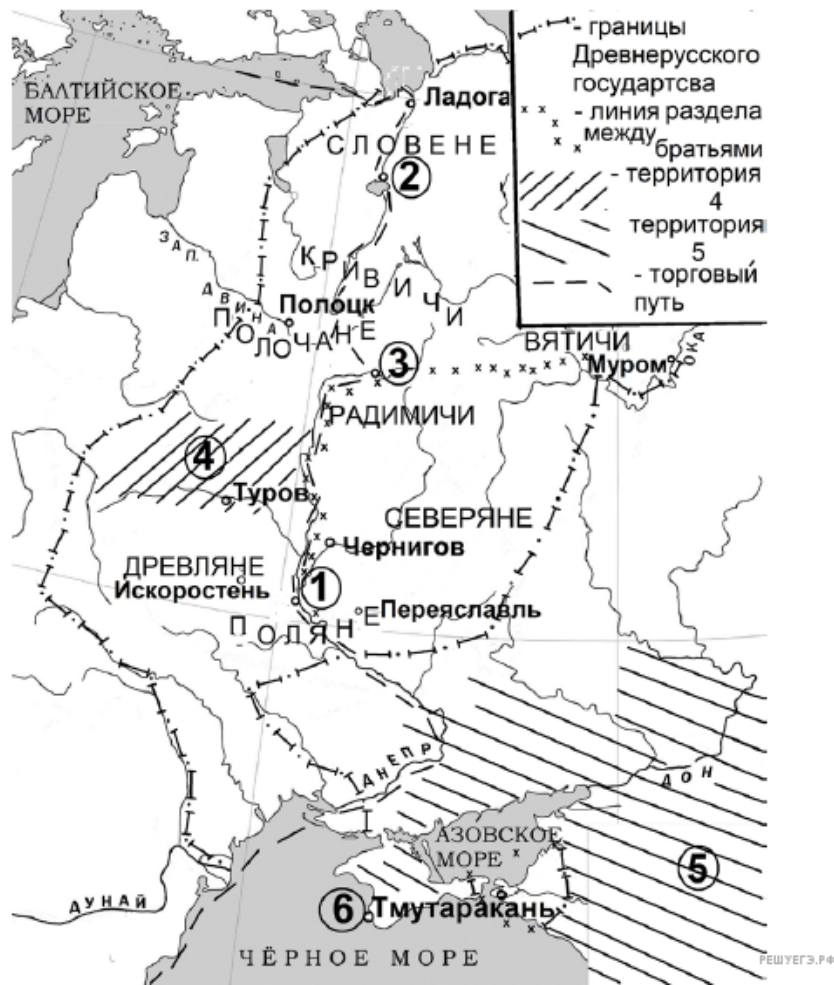 - границы
Древнерусского
государтсва
- линия раздела
между
братьями
- территория
4
территория
5
- торговый
путь
БАЛТИЙСКОЕ
МОРЕ
Ладога
СЛОВЕНЕ
2
КРИВИЧИ
ЗАП. ДВИНА
Полоцк
ПОЛОЧАНЕ
3
ВЯТИЧИ
Муром
ОКА
РАДИМИЧИ
4
Туров
СЕВЕРЯНЕ
Чернигов
ДРЕВЛЯНЕ
Искоростень
1
Переяславль
ПОЛЯНЕ
ДНЕПР
ДОН
АЗОВСКОЕ
МОРЕ
5
ДУНАЙ
6
Тмутаракань
ЧЁРНОЕ МОРЕ
РЕШУЕГЭ.РФ